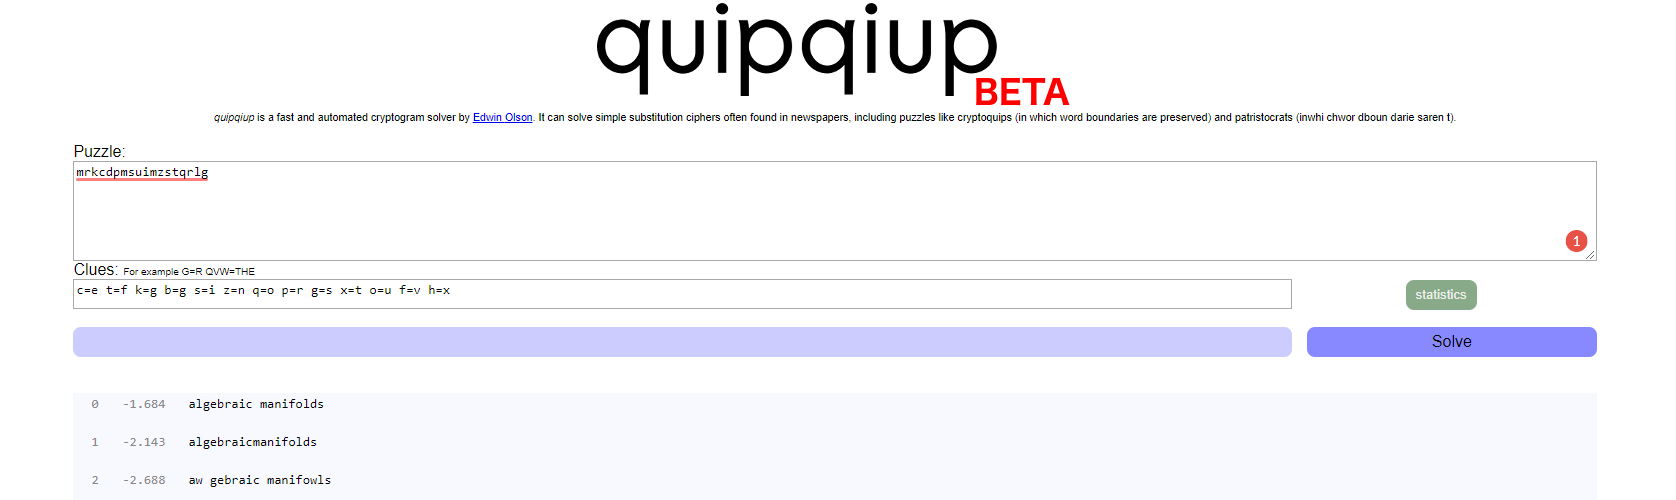 quipqiup
BETA
quipqiup is a fast and automated cryptogram solver by Edwin Olson. It can solve simple substitution ciphers often found in newspapers, including puzzles like cryptoquips (in which word boundaries are preserved) and patristocrats (inwhi chwor dboun darie saren t).
Puzzle:
mrkcdpmsuimzstqrlg
1
Clues: For example G=R QVW=THE
c=e t=f k=g b=g s=i z=n q=o p=r g=s x=t o=u f=v h=x
statistics
Solve
0 -1.684 algebraic manifolds
1 -2.143 algebraicmanifolds
2 -2.688 aw gebraic manifowls